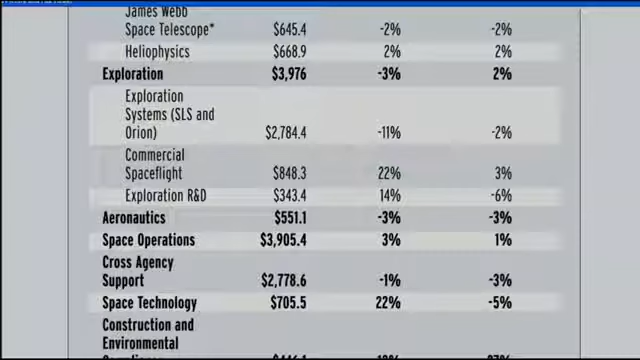 James Webb
Space Telescope* $645.4 -2% -2%
Heliophysics $668.9 2% 2%
Exploration $3,976 -3% 2%
Exploration
Systems (SLS and
Orion) $2,784.4 -11% -2%
Commercial
Spaceflight $848.3 22% 3%
Exploration R&D $343.4 14% -6%
Aeronautics $551.1 -3% -3%
Space Operations $3,905.4 3% 1%
Cross Agency
Support $2,778.6 -1% -3%
Space Technology $705.5 22% -5%
Construction and
Environmental